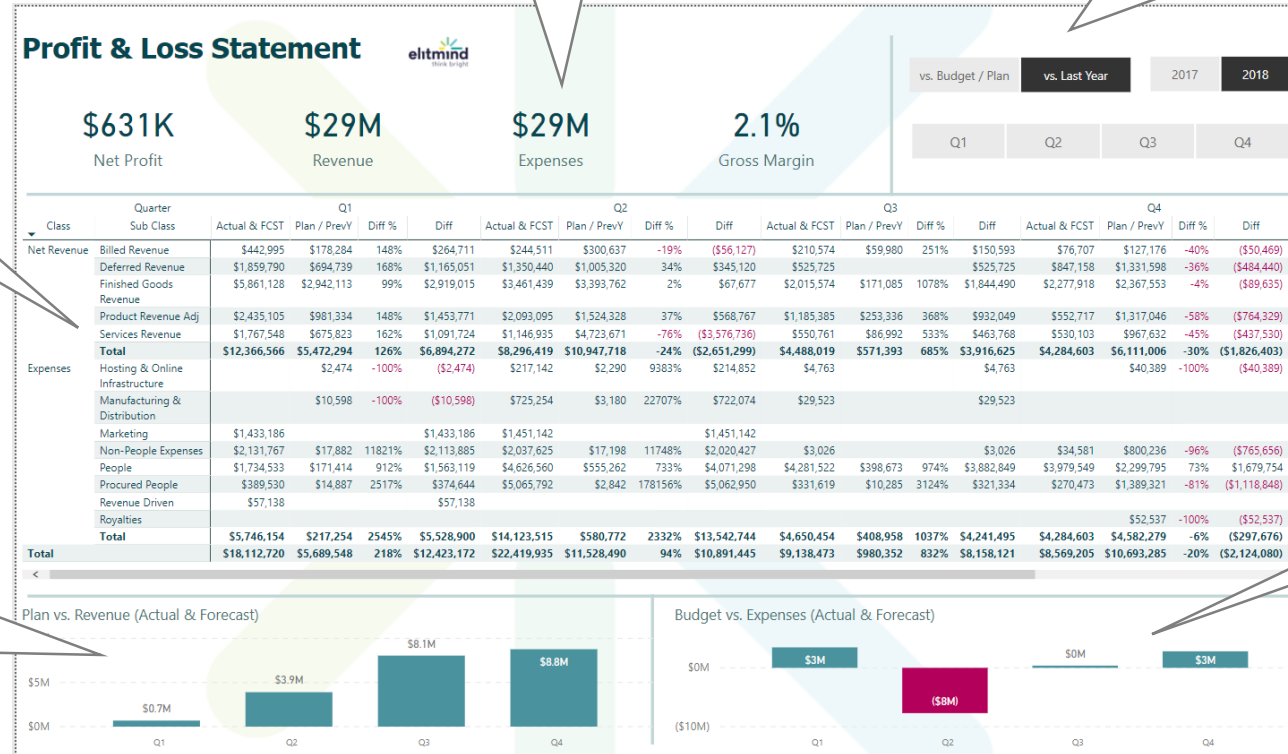 Profit & Loss Statement
elitmind
think bright
vs. Budget / Plan vs. Last Year 2017 2018
$631K $29M $29M 2.1%
Net Profit Revenue Expenses Gross Margin
Q1 Q2 Q3 Q4
Quarter Q1 Q2 Q3 Q4
Class Sub Class Actual & FCST Plan / PrevY Diff % Diff Actual & FCST Plan / PrevY Diff % Diff Actual & FCST Plan / PrevY Diff % Diff Actual & FCST Plan / PrevY Diff % Diff
Net Revenue Billed Revenue $442,995 $178,284 148% $264,711 $244,511 $300,637 -19% ($56,127) $210,574 $59,980 251% $150,593 $76,707 $127,176 -40% ($50,469)
Deferred Revenue $1,859,790 $694,739 168% $1,165,051 $1,350,440 $1,005,320 34% $345,120 $525,725 $525,725 $847,158 $1,331,598 -36% ($484,440)
Finished Goods $5,861,128 $2,942,113 99% $2,919,015 $3,461,439 $3,393,762 2% $67,677 $2,015,574 $171,085 1078% $1,844,490 $2,277,918 $2,367,553 -4% ($89,635)
Revenue
Product Revenue Adj $2,435,105 $981,334 148% $1,453,771 $2,093,095 $1,524,328 37% $568,767 $1,185,385 $253,336 368% $932,049 $552,717 $1,317,046 -58% ($764,329)
Services Revenue $1,767,548 $675,823 162% $1,091,724 $1,146,935 $4,723,671 -76% ($3,576,736) $550,761 $86,992 533% $463,768 $530,103 $967,632 -45% ($437,530)
Total $12,366,566 $5,472,294 126% $6,894,272 $8,296,419 $10,947,718 -24% ($2,651,299) $4,488,019 $571,393 685% $3,916,625 $4,284,603 $6,111,006 -30% ($1,826,403)
Expenses Hosting & Online $2,474 -100% ($2,474) $217,142 $2,290 9383% $214,852 $4,763 $4,763 $40,389 -100% ($40,389)
Infrastructure
Manufacturing & $10,598 -100% ($10,598) $725,254 $3,180 22707% $722,074 $29,523 $29,523
Distribution
Marketing $1,433,186 $1,433,186 $1,451,142 $1,451,142
Non-People Expenses $2,131,767 $17,882 11821% $2,113,885 $2,037,625 $17,198 11748% $2,020,427 $3,026 $3,026 $34,581 $800,236 -96% ($765,656)
People $1,734,533 $171,414 912% $1,563,119 $4,626,560 $555,262 733% $4,071,298 $4,281,522 $398,673 974% $3,882,849 $3,979,549 $2,299,795 73% $1,679,754
Procured People $389,530 $14,887 2517% $374,644 $5,065,792 $2,842 178156% $5,062,950 $331,619 $10,285 3124% $321,334 $270,473 $1,389,321 -81% ($1,118,848)
Revenue Driven $57,138 $57,138
Royalties $52,537 -100% ($52,537)
Total $5,746,154 $217,254 2545% $5,528,900 $14,123,515 $580,772 2332% $13,542,744 $4,650,454 $408,958 1037% $4,241,495 $4,284,603 $4,582,279 -6% ($297,676)
Total $18,112,720 $5,689,548 218% $12,423,172 $22,419,935 $11,528,490 94% $10,891,445 $9,138,473 $980,352 832% $8,158,121 $8,569,205 $10,693,285 -20% ($2,124,080)
Plan vs. Revenue (Actual & Forecast)
$5M
$0M
$0.7M $3.9M $8.1M $8.8M
Q1 Q2 Q3 Q4
Budget vs. Expenses (Actual & Forecast)
$0M
($10M)
$3M ($8M) $0M $3M
Q1 Q2 Q3 Q4